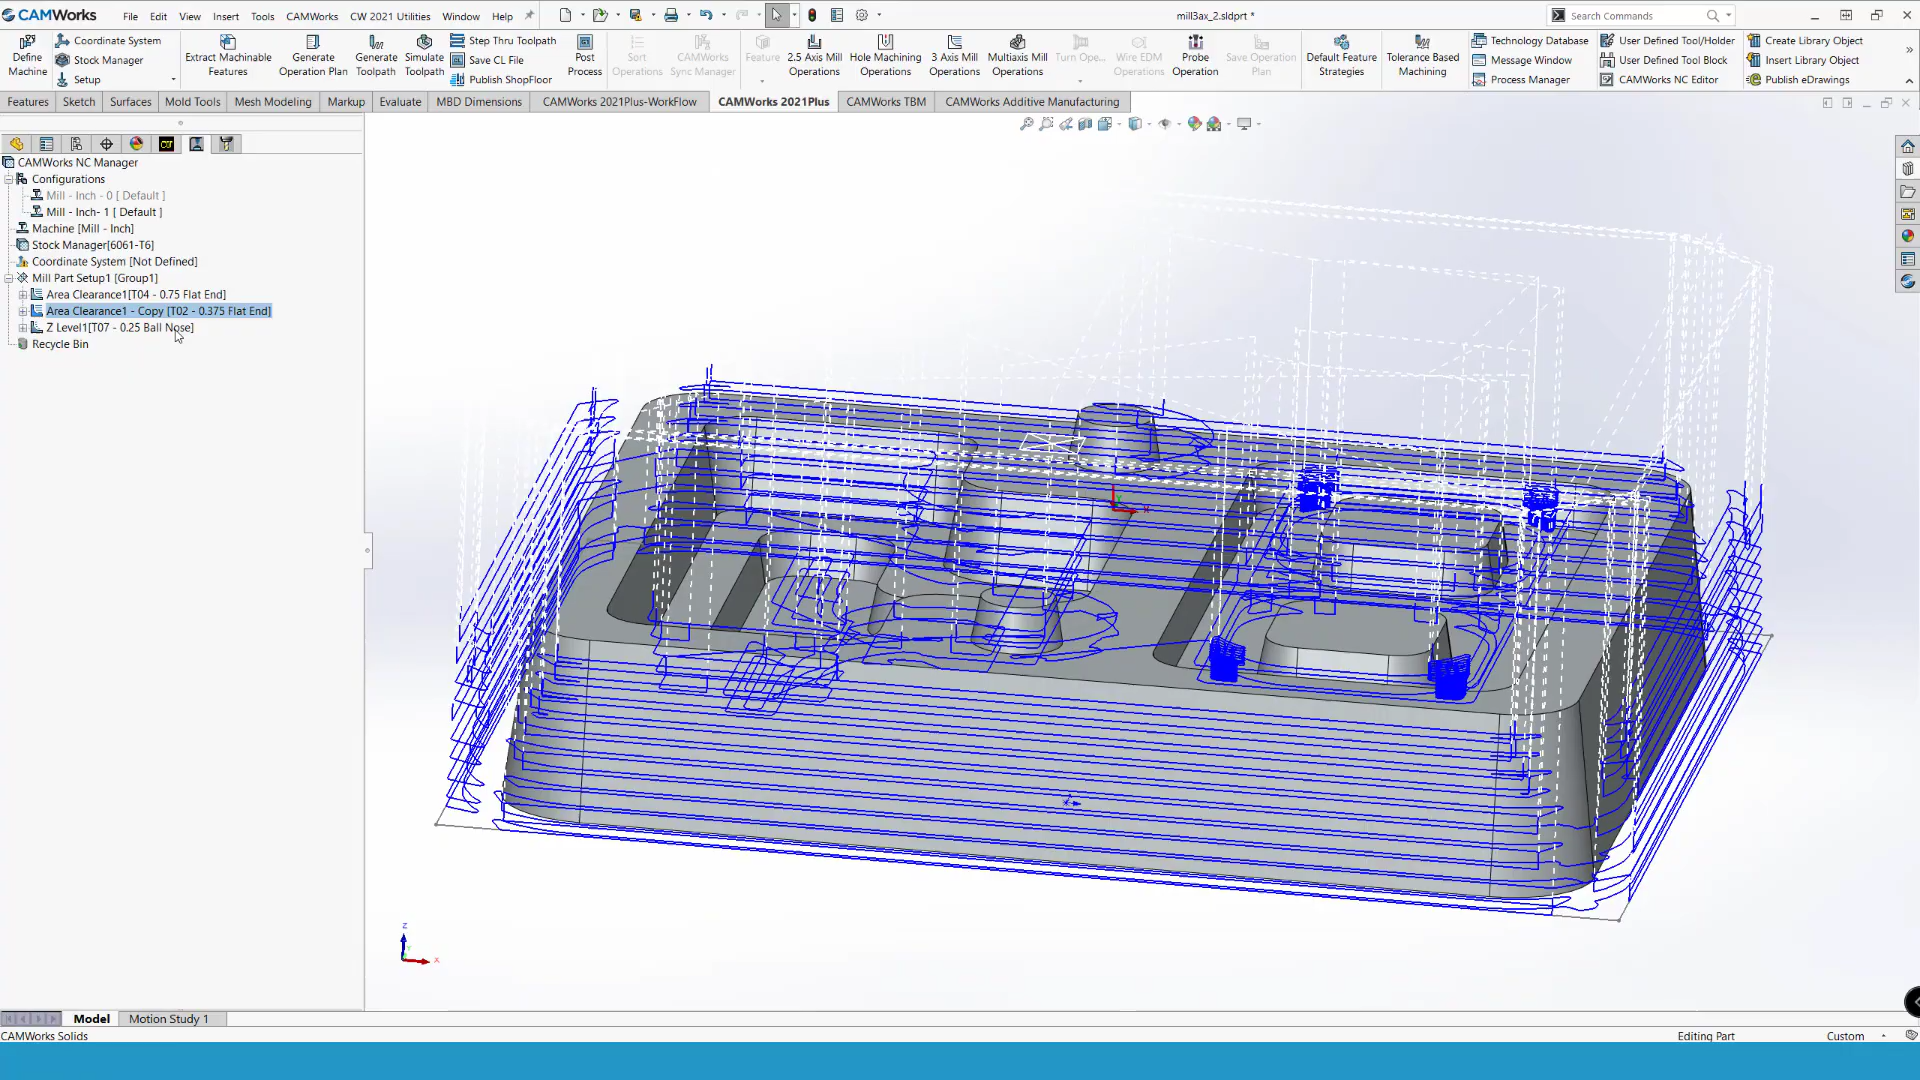 CAMWorks File Edit View Insert Tools CAMWorks CW 2021 Utilities Window Help mill3ax_2.sldprt * Search Commands
Define Machine
Coordinate System
Stock Manager
Setup
Extract Machinable Features
Generate Operation Plan
Generate Toolpath
Simulate Toolpath
Step Thru Toolpath
Save CL File
Publish ShopFloor
Post Process
Sort Operations
CAMWorks Sync Manager
Feature
2.5 Axis Mill Operations
Hole Machining Operations
3 Axis Mill Operations
Multiaxis Mill Operations
Turn Ope...
Wire EDM Operations
Probe Operation
Save Operation Plan
Default Feature Strategies
Tolerance Based Machining
Technology Database
Message Window
Process Manager
User Defined Tool/Holder
User Defined Tool Block
CAMWorks NC Editor
Create Library Object
Insert Library Object
Publish eDrawings
Features Sketch Surfaces Mold Tools Mesh Modeling Markup Evaluate MBD Dimensions CAMWorks 2021Plus-WorkFlow CAMWorks 2021Plus CAMWorks TBM CAMWorks Additive Manufacturing
CAMWorks NC Manager
Configurations
Mill - Inch - 0 [ Default ]
Mill - Inch- 1 [ Default ]
Machine [Mill - Inch]
Stock Manager[6061-T6]
Coordinate System [Not Defined]
Mill Part Setup1 [Group1]
Area Clearance1[T04 - 0.75 Flat End]
Area Clearance1 - Copy [T02 - 0.375 Flat End]
Z Level1[T07 - 0.25 Ball Nose]
Recycle Bin
Z
Y
X
Model Motion Study 1
CAMWorks Solids Editing Part Custom